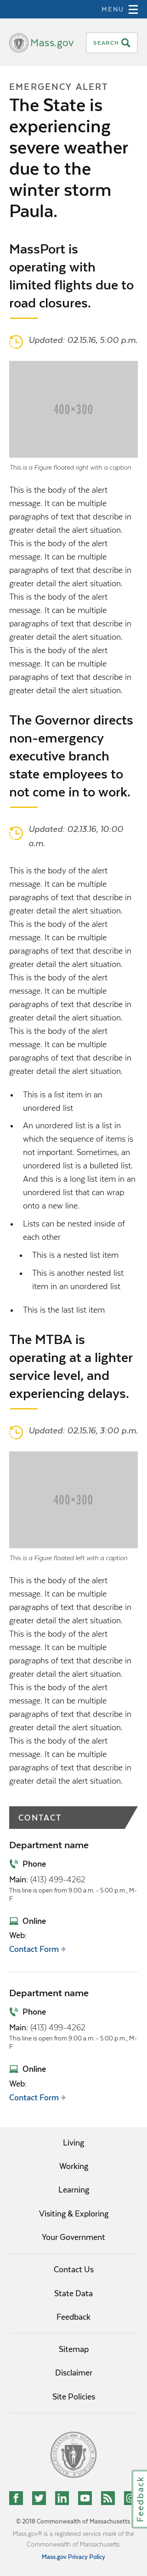 MENU
Mass.gov
SEARCH
EMERGENCY ALERT
The State is
experiencing
severe weather
due to the
winter storm
Paula.
MassPort is
operating with
limited flights due to
road closures.
Updated: 02.15.16, 5:00 p.m.
400×300
This is a Figure floated right with a caption
This is the body of the alert
message. It can be multiple
paragraphs of text that describe in
greater detail the alert situation.
This is the body of the alert
message. It can be multiple
paragraphs of text that describe in
greater detail the alert situation.
This is the body of the alert
message. It can be multiple
paragraphs of text that describe in
greater detail the alert situation.
This is the body of the alert
message. It can be multiple
paragraphs of text that describe in
greater detail the alert situation.
The Governor directs
non-emergency
executive branch
state employees to
not come in to work.
Updated: 02.13.16, 10:00
a.m.
This is the body of the alert
message. It can be multiple
paragraphs of text that describe in
greater detail the alert situation.
This is the body of the alert
message. It can be multiple
paragraphs of text that describe in
greater detail the alert situation.
This is the body of the alert
message. It can be multiple
paragraphs of text that describe in
greater detail the alert situation.
This is the body of the alert
message. It can be multiple
paragraphs of text that describe in
greater detail the alert situation.
• This is a list item in an
unordered list
• An unordered list is a list in
which the sequence of items is
not important. Sometimes, an
unordered list is a bulleted list.
And this is a long list item in an
unordered list that can wrap
onto a new line.
• Lists can be nested inside of
each other
• This is a nested list item
• This is another nested list
item in an unordered list
• This is the last list item
The MTBA is
operating at a lighter
service level, and
experiencing delays.
Updated: 02.15.16, 3:00 p.m.
400×300
This is a Figure floated left with a caption
This is the body of the alert
message. It can be multiple
paragraphs of text that describe in
greater detail the alert situation.
This is the body of the alert
message. It can be multiple
paragraphs of text that describe in
greater detail the alert situation.
This is the body of the alert
message. It can be multiple
paragraphs of text that describe in
greater detail the alert situation.
This is the body of the alert
message. It can be multiple
paragraphs of text that describe in
greater detail the alert situation.
CONTACT
Department name
Phone
Main: (413) 499-4262
This line is open from 9:00 a.m. - 5:00 p.m., M-
F
Online
Web:
Contact Form
Department name
Phone
Main: (413) 499-4262
This line is open from 9:00 a.m. - 5:00 p.m., M-
F
Online
Web:
Contact Form
Living
Working
Learning
Visiting & Exploring
Your Government
Contact Us
State Data
Feedback
Sitemap
Disclaimer
Site Policies
Feedback
© 2018 Commonwealth of Massachusetts.
Mass.gov® is a registered service mark of the
Commonwealth of Massachusetts.
Mass.gov Privacy Policy